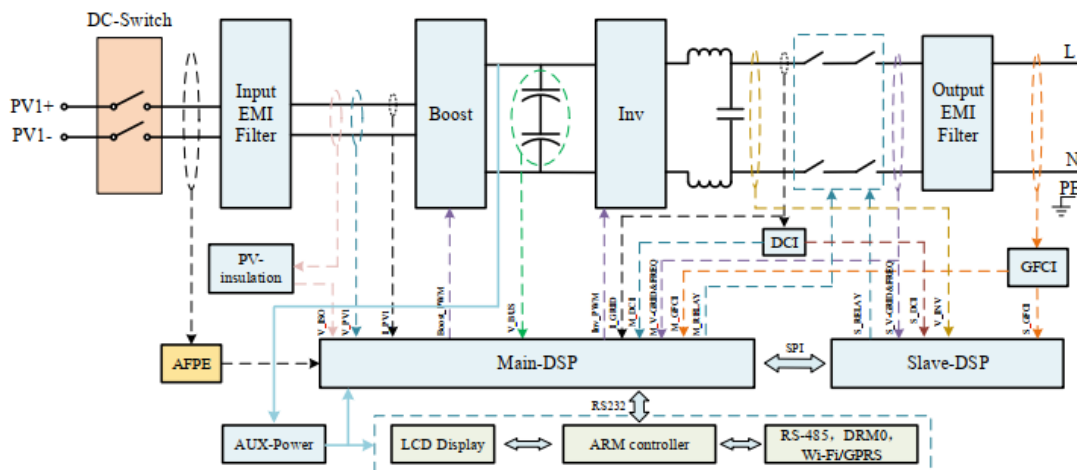 DC-Switch
PV1+
PV1-
Input
EMI
Filter
Boost
Inv
Output
EMI
Filter
L
N
PE
PV-
insulation
DCI
GFCI
V_ISO
V_PV1
I_PV1
Boost_PWM
V_BUS
Inv_PWM
I_GRID
M_DCI
M_V-GRID&FREQ
M_GFCI
M_RELAY
S_RELAY
S_V-GRID&FREQ
S_DCI
V_INV
S_GFCI
AFPE
Main-DSP
SPI
Slave-DSP
RS232
AUX-Power
LCD Display
ARM controller
RS-485，DRM0，
Wi-Fi/GPRS